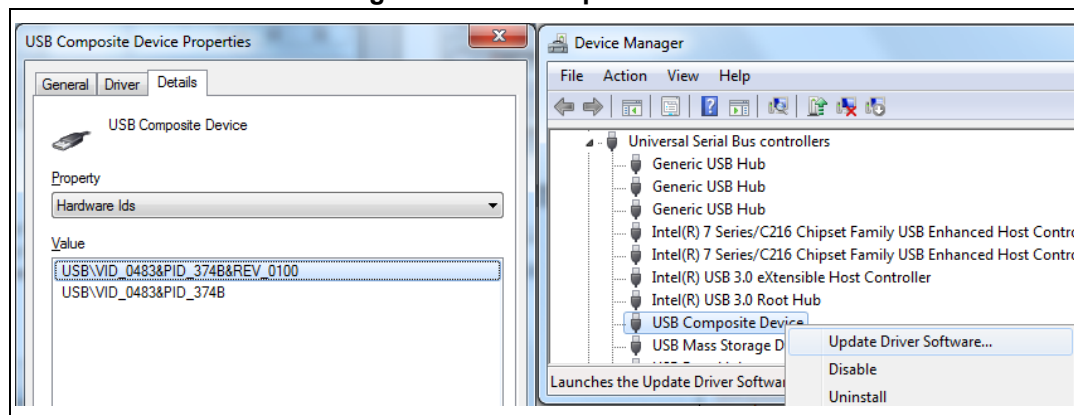 USB Composite Device Properties
General Driver Details
USB Composite Device
Property
Hardware Ids
Value
USB\VID_0483&PID_374B&REV_0100
USB\VID_0483&PID_374B
Device Manager
File Action View Help
Universal Serial Bus controllers
Generic USB Hub
Generic USB Hub
Generic USB Hub
Intel(R) 7 Series/C216 Chipset Family USB Enhanced Host Contro
Intel(R) 7 Series/C216 Chipset Family USB Enhanced Host Contro
Intel(R) USB 3.0 eXtensible Host Controller
Intel(R) USB 3.0 Root Hub
USB Composite Device
USB Mass Storage D
Launches the Update Driver Softwa
Update Driver Software...
Disable
Uninstall